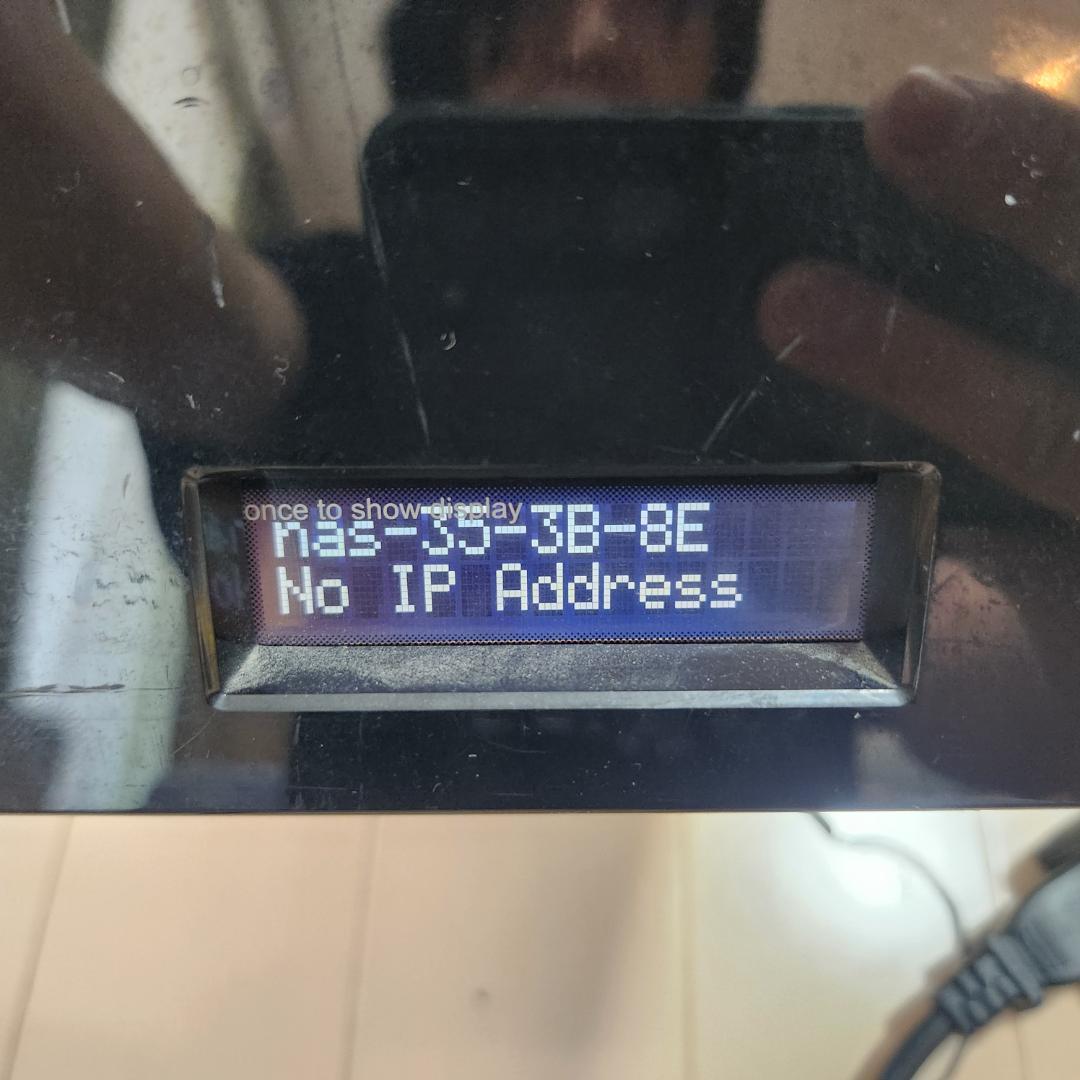 once to show display
nas-35-3B-8E
No IP Address